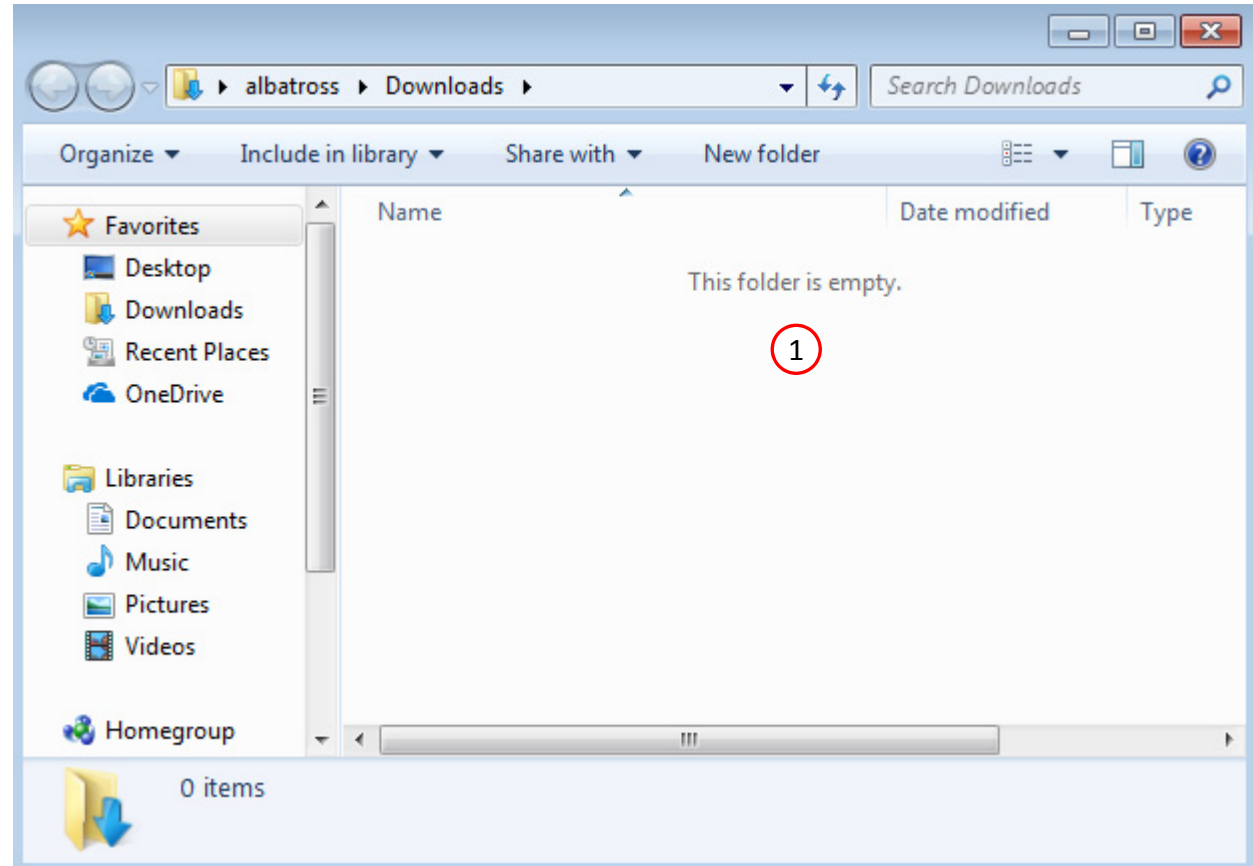 albatross Downloads
Search Downloads
Organize Include in library Share with New folder
Name Date modified Type
This folder is empty.
1
Favorites
Desktop
Downloads
Recent Places
OneDrive
Libraries
Documents
Music
Pictures
Videos
Homegroup
0 items